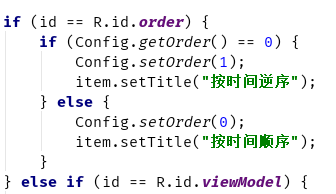 if (id == R.id.order) {
    if (Config.getOrder() == 0) {
        Config.setOrder(1);
        item.setTitle("按时间逆序");
    } else {
        Config.setOrder(0);
        item.setTitle("按时间顺序");
    }
} else if (id == R.id.viewModel) {